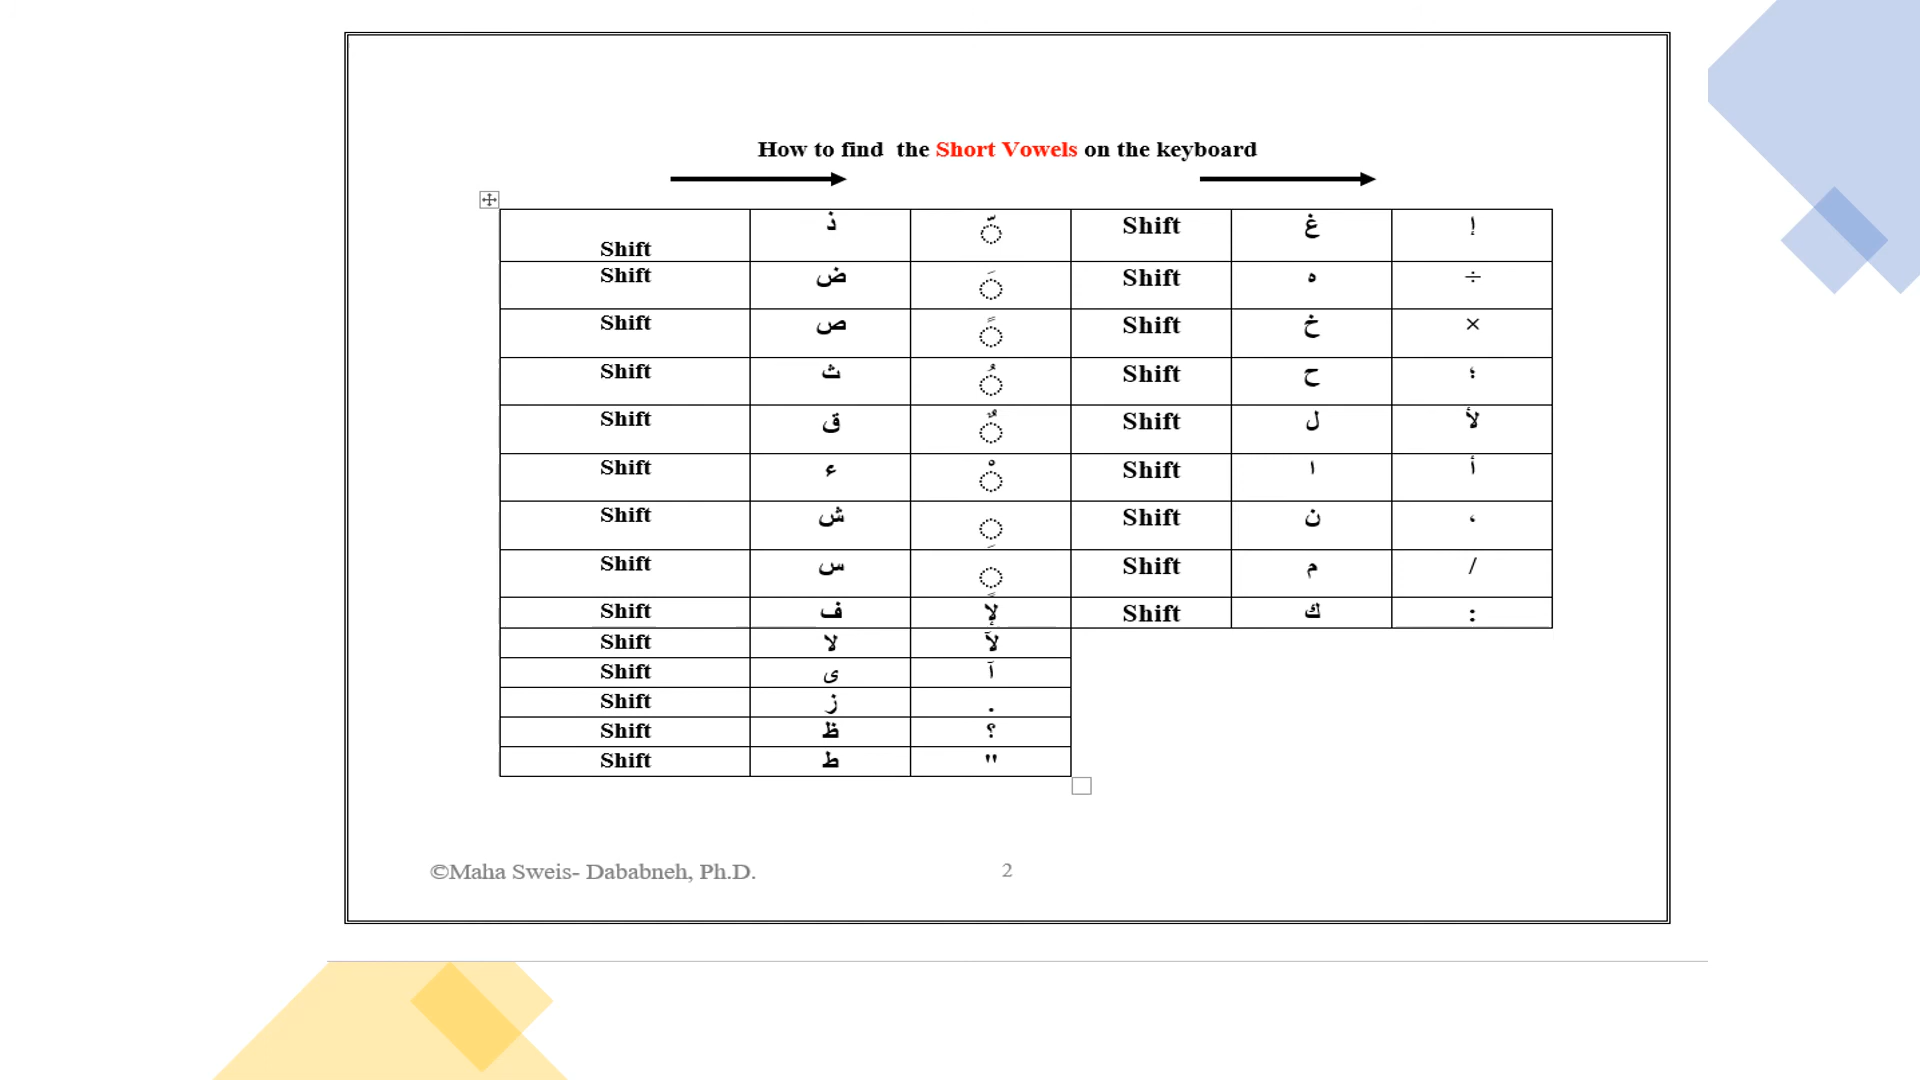 How to find the Short Vowels on the keyboard
Shift ذ ّ Shift غ إ
Shift ض َ Shift ه ÷
Shift ص ً Shift خ ×
Shift ث ُ Shift ح ؛
Shift ق ٌ Shift ل لأ
Shift ء ْ Shift ا أ
Shift ش ِ Shift ن ،
Shift س ٍ Shift م /
Shift ف لإ Shift ك :
Shift لا لآ
Shift ى آ
Shift ز .
Shift ظ ؟
Shift ط "
©Maha Sweis- Dababneh, Ph.D. 2